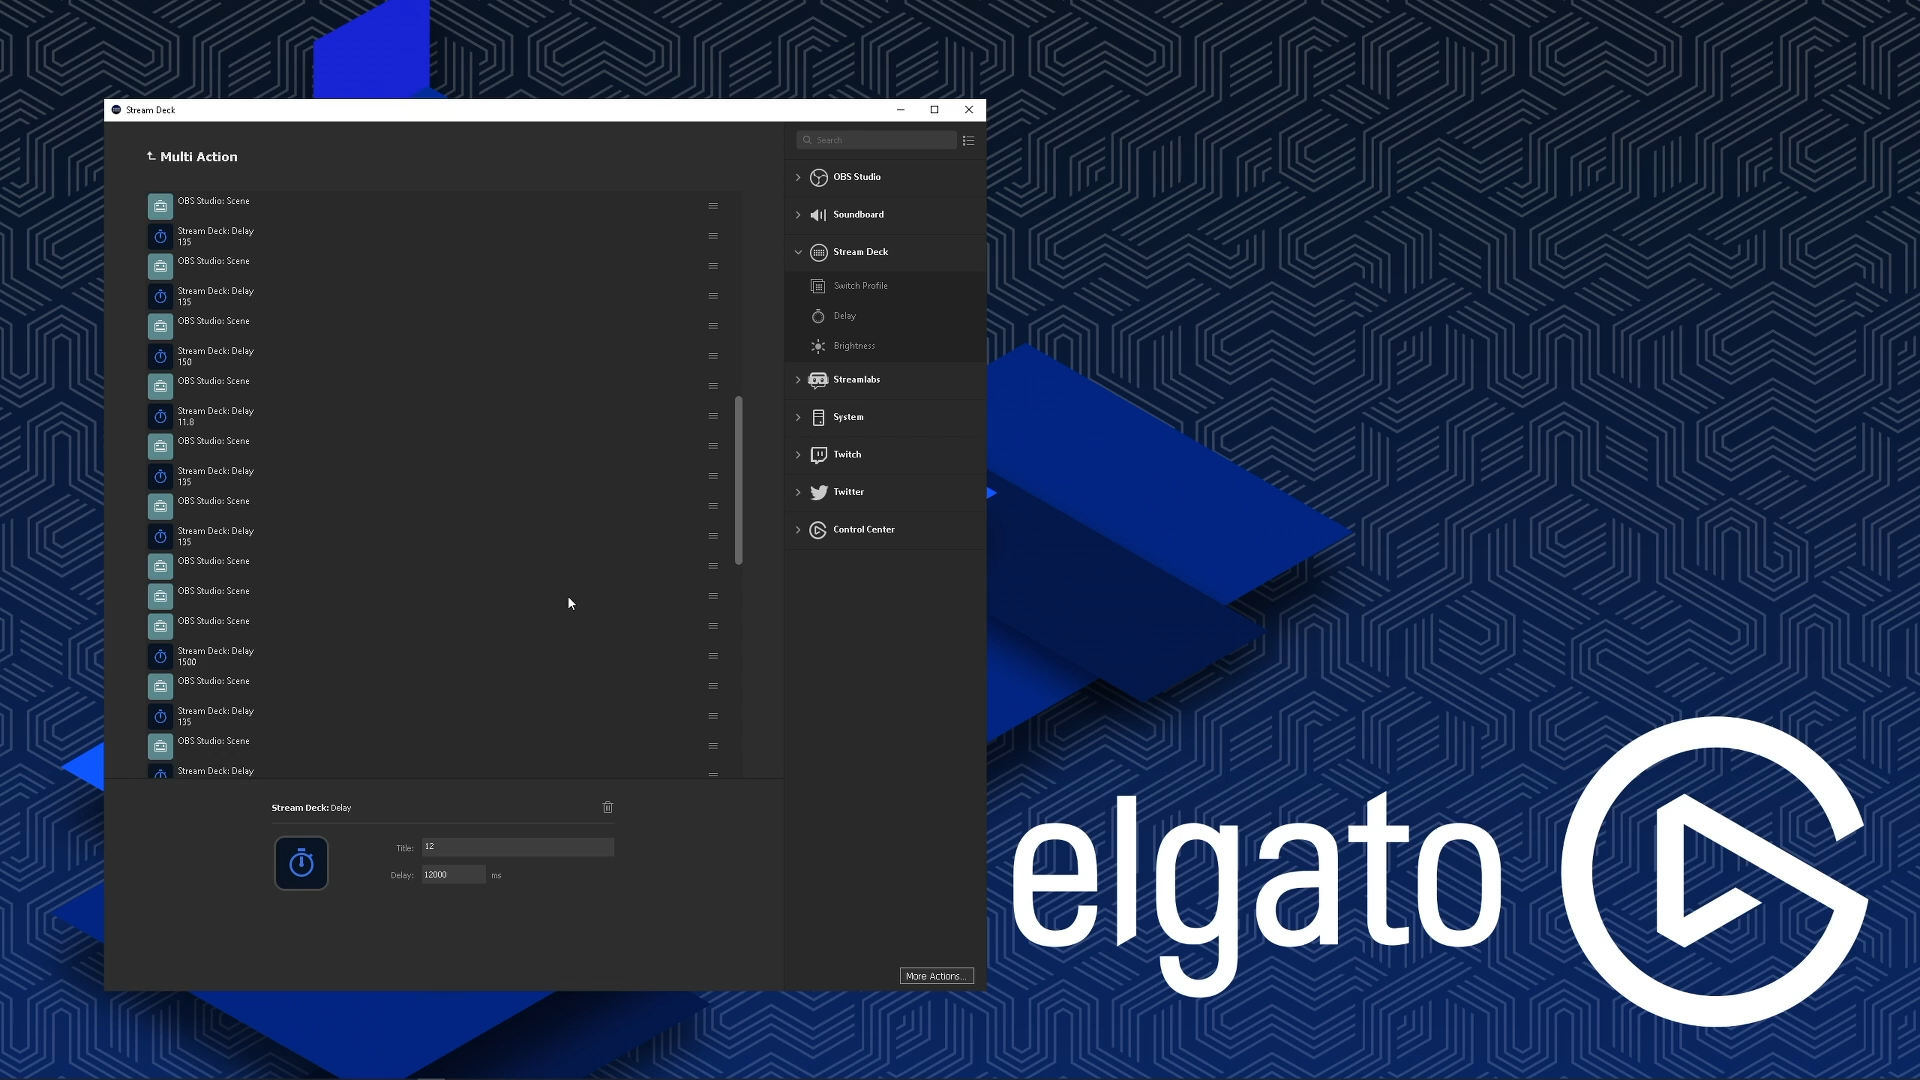 Stream Deck
Multi Action
OBS Studio: Scene
Stream Deck: Delay
135
OBS Studio: Scene
Stream Deck: Delay
135
OBS Studio: Scene
Stream Deck: Delay
150
OBS Studio: Scene
Stream Deck: Delay
11.8
OBS Studio: Scene
Stream Deck: Delay
135
OBS Studio: Scene
Stream Deck: Delay
135
OBS Studio: Scene
OBS Studio: Scene
OBS Studio: Scene
Stream Deck: Delay
1500
OBS Studio: Scene
Stream Deck: Delay
135
OBS Studio: Scene
Stream Deck: Delay
Stream Deck: Delay
Title: 12
Delay: 12000 ms
Search
OBS Studio
Soundboard
Stream Deck
Switch Profile
Delay
Brightness
Streamlabs
System
Twitch
Twitter
Control Center
More Actions...
elgato